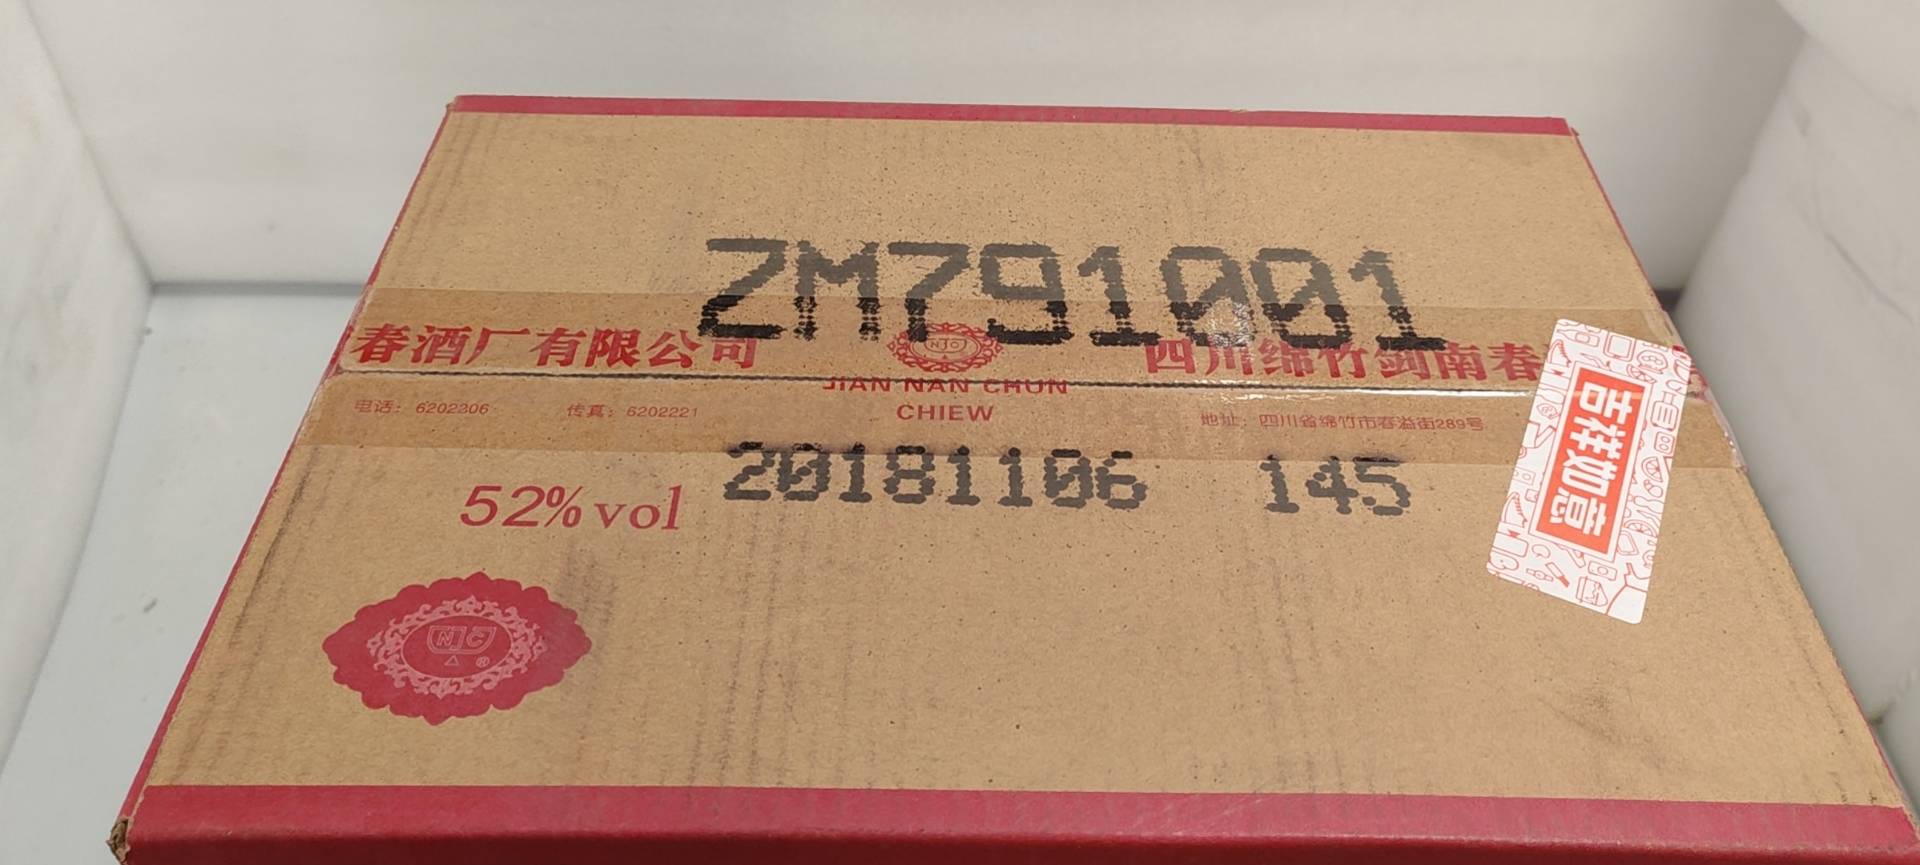 ZM791001
春酒厂有限公司
NJC
四川绵竹剑南春
JIAN NAN CHUN
CHIEW
电话：6202306 传真：6202221
地址：四川省绵竹市春溢街289号
20181106 145
52% vol
NJC
®
吉祥如意